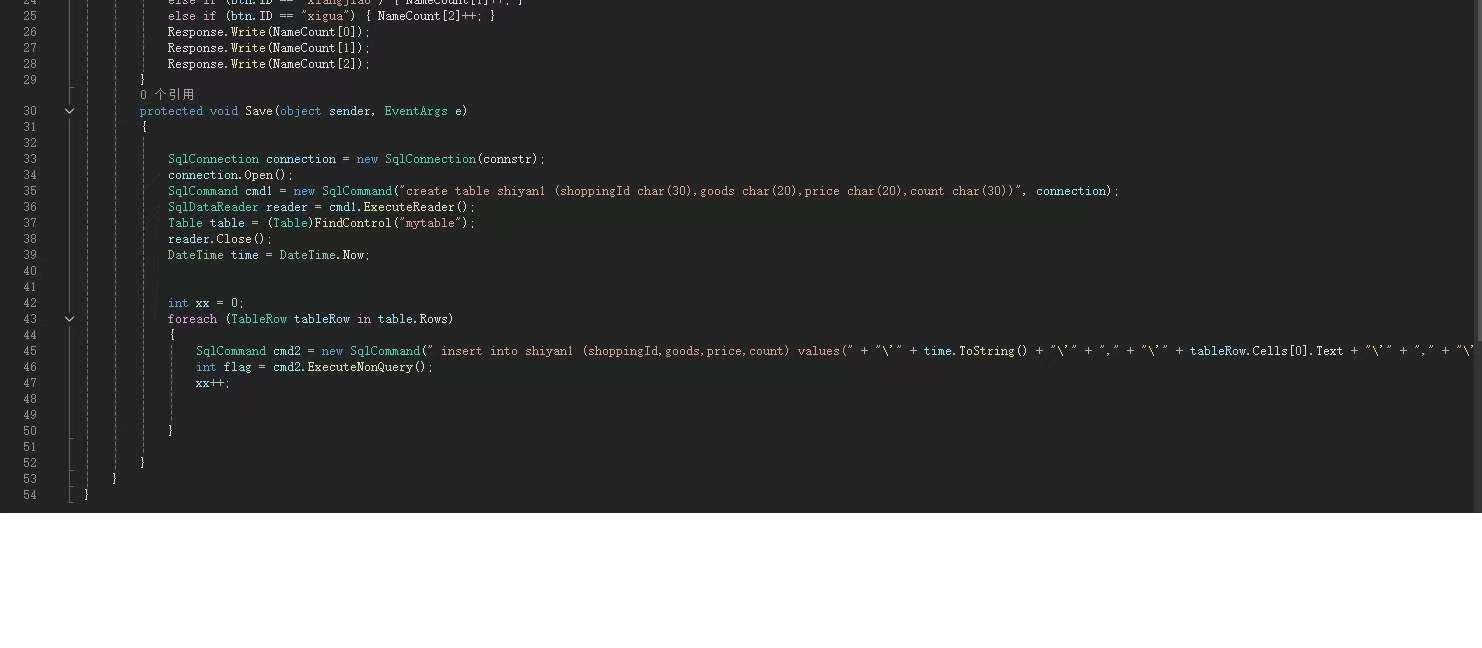 24 else if (btn.ID == "xiangjiao") { NameCount[1]++; }
25 else if (btn.ID == "xigua") { NameCount[2]++; }
26 Response.Write(NameCount[0]);
27 Response.Write(NameCount[1]);
28 Response.Write(NameCount[2]);
29 }
0 个引用
30 protected void Save(object sender, EventArgs e)
31 {
32
33 SqlConnection connection = new SqlConnection(connstr);
34 connection.Open();
35 SqlCommand cmd1 = new SqlCommand("create table shiyan1 (shoppingId char(30),goods char(20),price char(20),count char(30))", connection);
36 SqlDataReader reader = cmd1.ExecuteReader();
37 Table table = (Table)FindControl("mytable");
38 reader.Close();
39 DateTime time = DateTime.Now;
40
41
42 int xx = 0;
43 foreach (TableRow tableRow in table.Rows)
44 {
45 SqlCommand cmd2 = new SqlCommand(" insert into shiyan1 (shoppingId,goods,price,count) values(" + "\'" + time.ToString() + "\'" + "," + "\'" + tableRow.Cells[0].Text + "\'" + "," + "\'
46 int flag = cmd2.ExecuteNonQuery();
47 xx++;
48
49
50 }
51
52 }
53 }
54 }